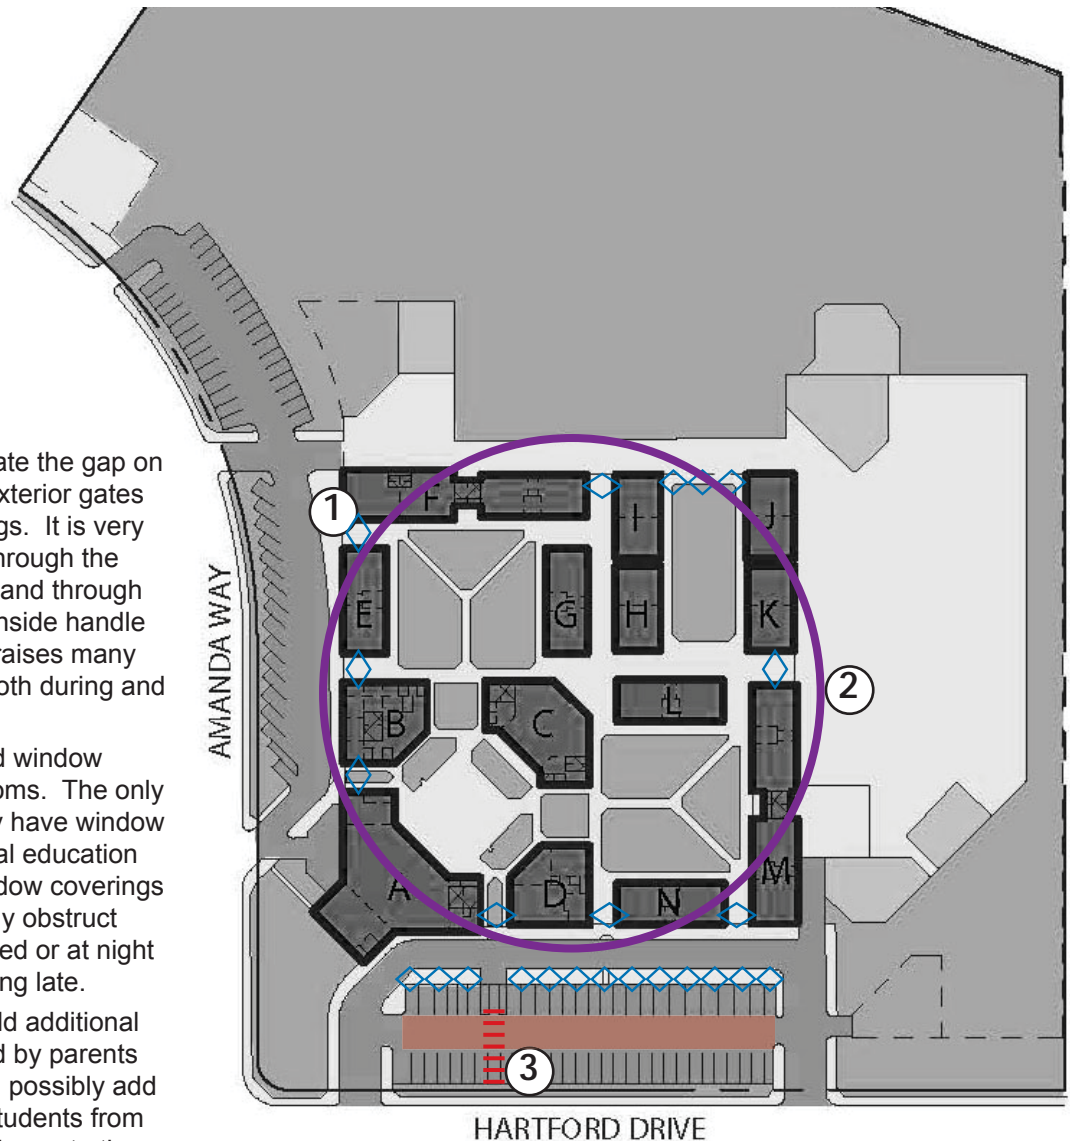 ate the gap on
xterior gates
gs. It is very
hrough the
and through
nside handle
raises many
oth during and
d window
oms. The only
y have window
al education
dow coverings
y obstruct
ed or at night
ng late.
ld additional
d by parents
possibly add
tudents from
AMANDA WAY
1
F
I
J
E
G
H
K
2
B
C
L
A
D
N
M
3
HARTFORD DRIVE